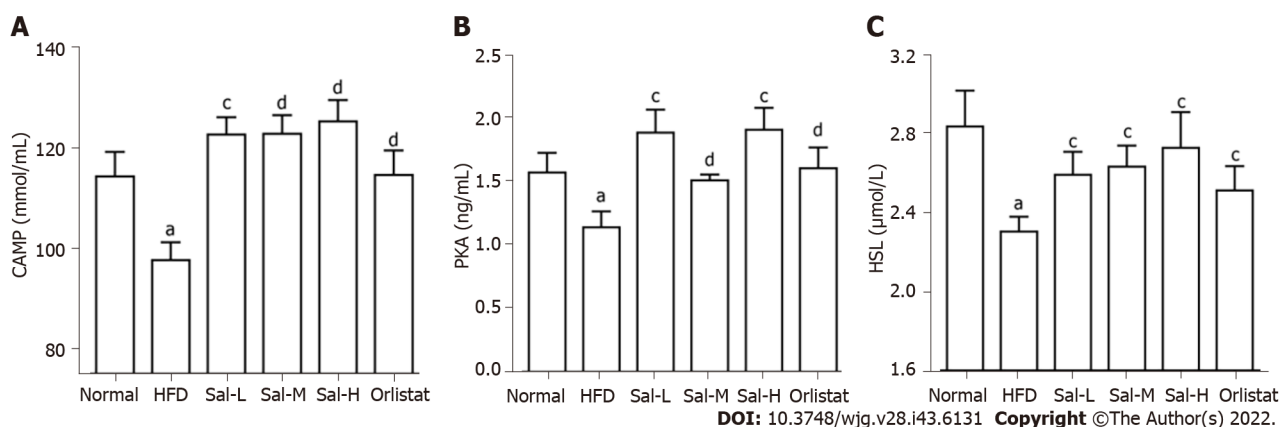 A
CAMP (mmol/mL)
140
120
100
80
a
c
d
d
d
Normal HFD Sal-L Sal-M Sal-H Orlistat
B
PKA (ng/mL)
2.5
2.0
1.5
1.0
0.5
0.0
a
c
d
c
d
Normal HFD Sal-L Sal-M Sal-H Orlistat
C
HSL (μmol/L)
3.2
2.8
2.4
2.0
1.6
a
c
c
c
c
Normal HFD Sal-L Sal-M Sal-H Orlistat
DOI: 10.3748/wjg.v28.i43.6131 Copyright ©The Author(s) 2022.